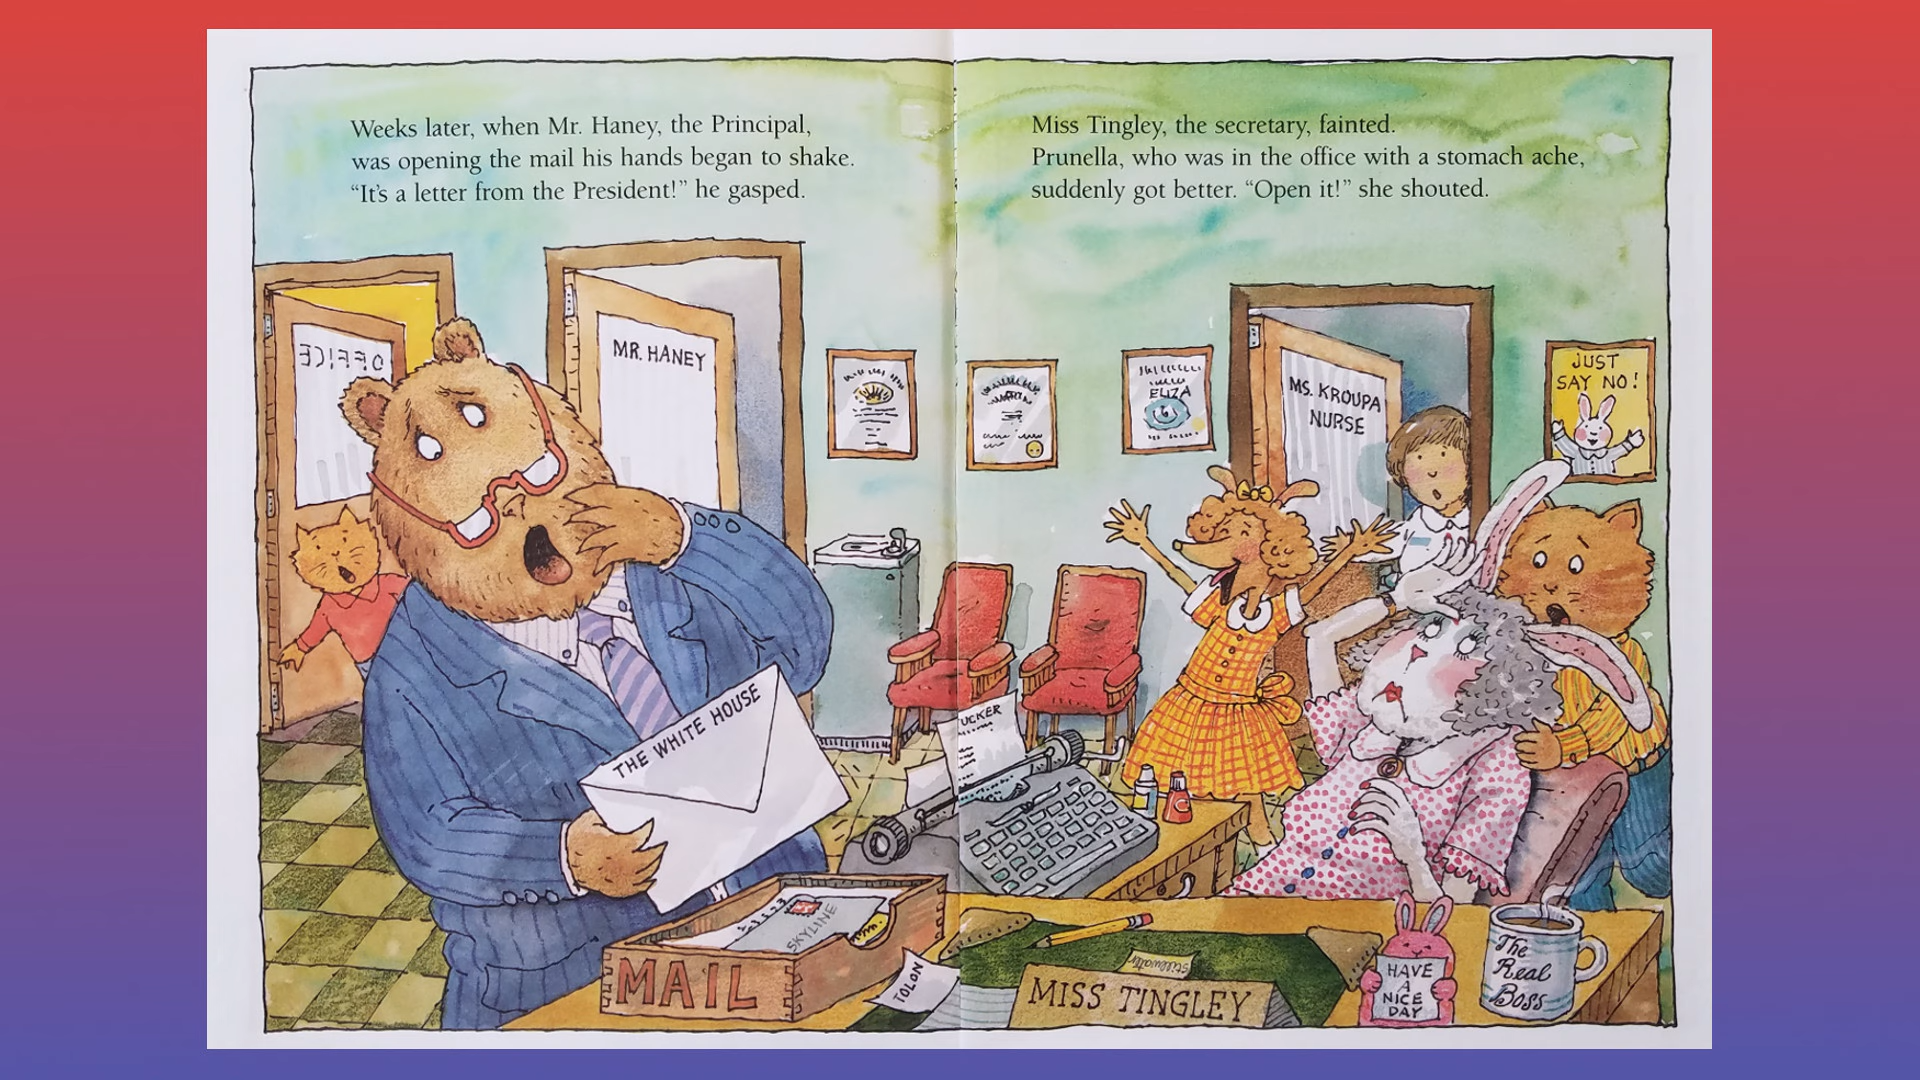 Weeks later, when Mr. Haney, the Principal,
was opening the mail his hands began to shake.
“It’s a letter from the President!” he gasped.
Miss Tingley, the secretary, fainted.
Prunella, who was in the office with a stomach ache,
suddenly got better. “Open it!” she shouted.
OFFICE
MR. HANEY
ELIZA
MS. KROUPA
NURSE
JUST
SAY NO!
THE WHITE HOUSE
UCKER
C
SKYLINE
MAIL
TOLON
stillwater
MISS TINGLEY
HAVE
A
NICE
DAY
The
Real
Boss